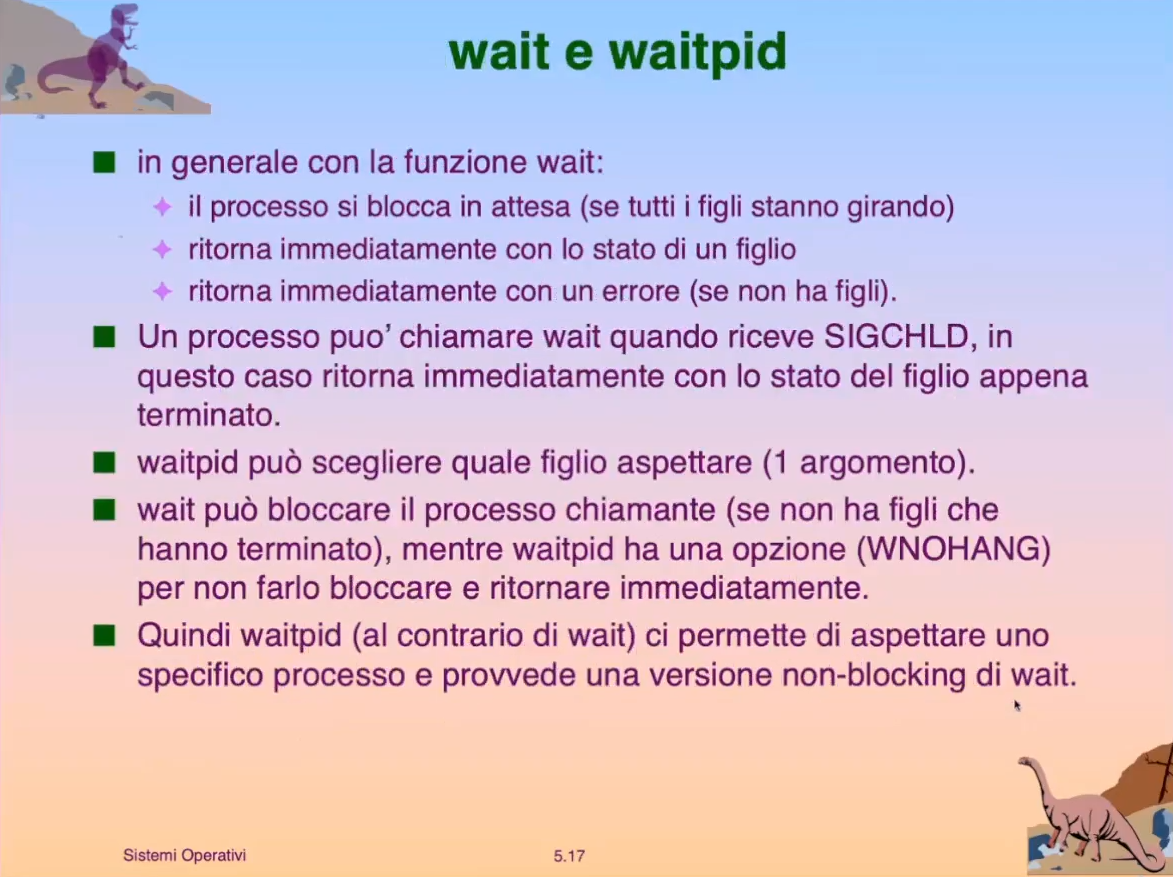 wait e waitpid
in generale con la funzione wait:
il processo si blocca in attesa (se tutti i figli stanno girando)
ritorna immediatamente con lo stato di un figlio
ritorna immediatamente con un errore (se non ha figli).
Un processo puo' chiamare wait quando riceve SIGCHLD, in
questo caso ritorna immediatamente con lo stato del figlio appena
terminato.
waitpid può scegliere quale figlio aspettare (1 argomento).
wait può bloccare il processo chiamante (se non ha figli che
hanno terminato), mentre waitpid ha una opzione (WNOHANG)
per non farlo bloccare e ritornare immediatamente.
Quindi waitpid (al contrario di wait) ci permette di aspettare uno
specifico processo e provvede una versione non-blocking di wait.
Sistemi Operativi
5.17